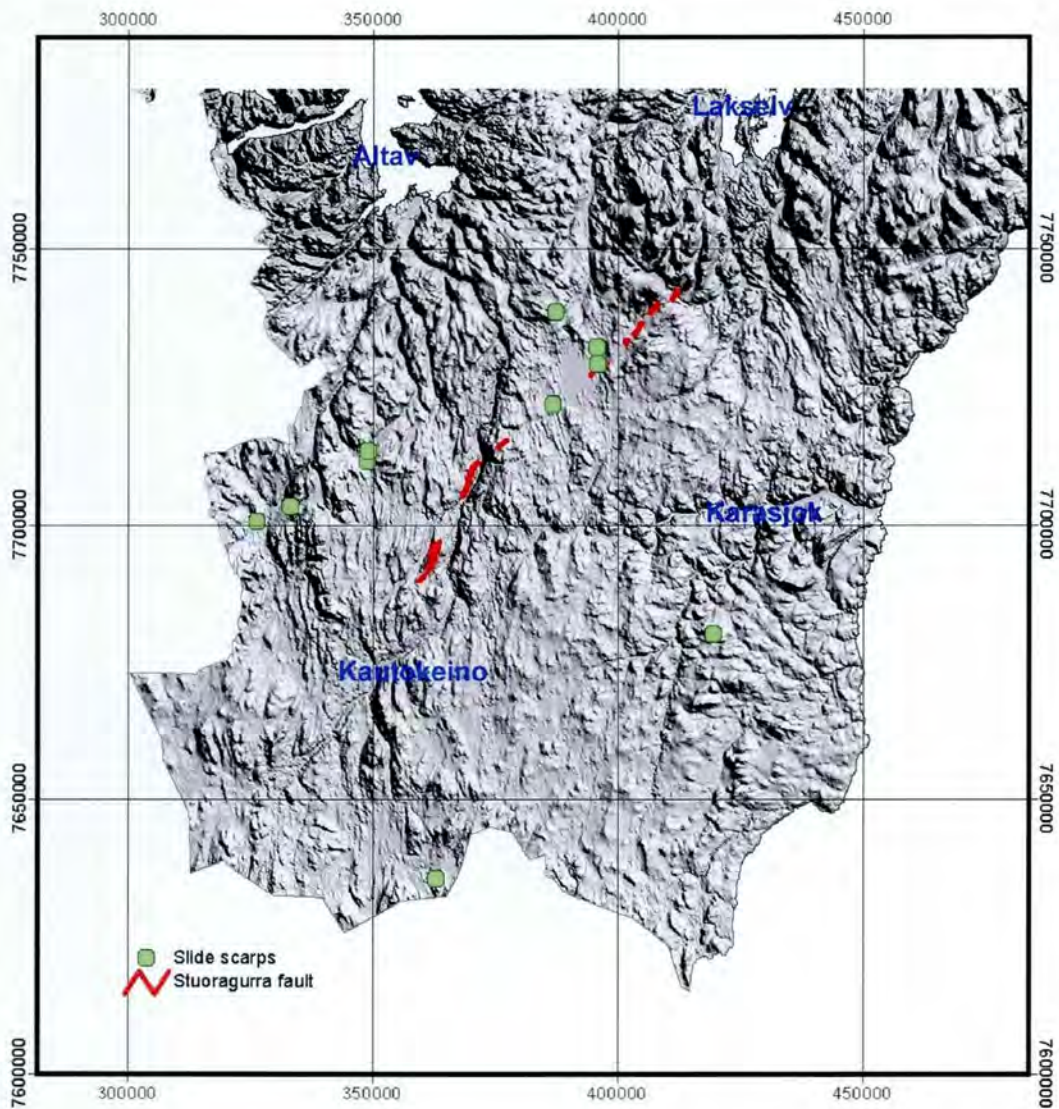 300000 350000 400000 450000
Lakselv
Altav
7750000 7750000
Karasjok
7700000 7700000
Kautokeino
7650000 7650000
Slide scarps
Stuoragurra fault
7600000 7600000
300000 350000 400000 450000